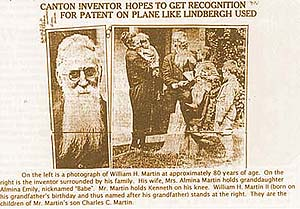 CANTON INVENTOR HOPES TO GET RECOGNITION
FOR PATENT ON PLANE LIKE LINDBERGH USED
On the left is a photograph of William H. Martin at approximately 80 years of age. On the
right is the inventor surrounded by his family. His wife, Mrs. Almina Martin holds granddaughter
Almina Emily, nicknamed "Babe". Mr. Martin holds Kenneth on his knee. William H. Martin II (born on
his grandfather's birthday and thus named after his grandfather) stands at the right. They are the
children of Mr. Martin's son Charles C. Martin.